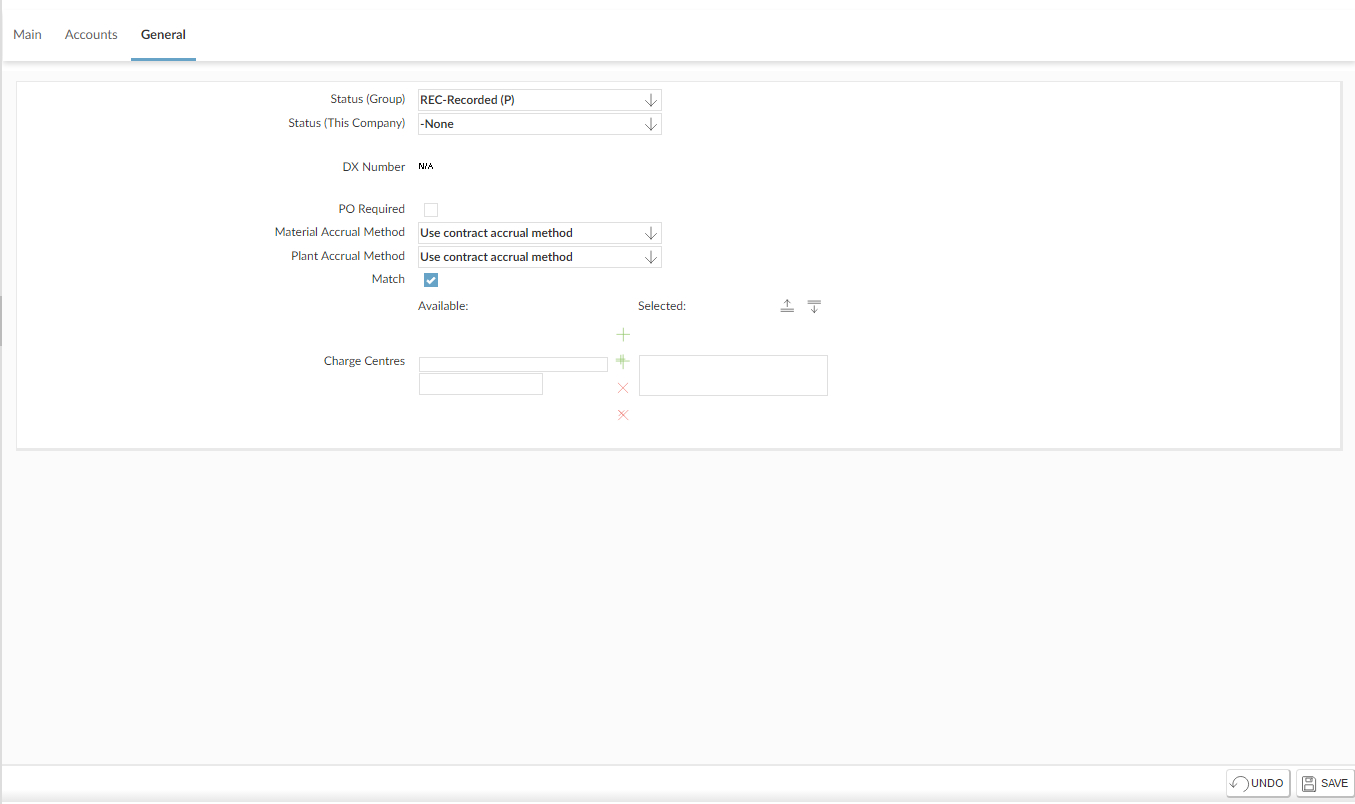 Main Accounts General
Status (Group) REC-Recorded (P)
Status (This Company) -None
DX Number N/A
PO Required
Material Accrual Method Use contract accrual method
Plant Accrual Method Use contract accrual method
Match
Available: Selected:
Charge Centres
UNDO SAVE